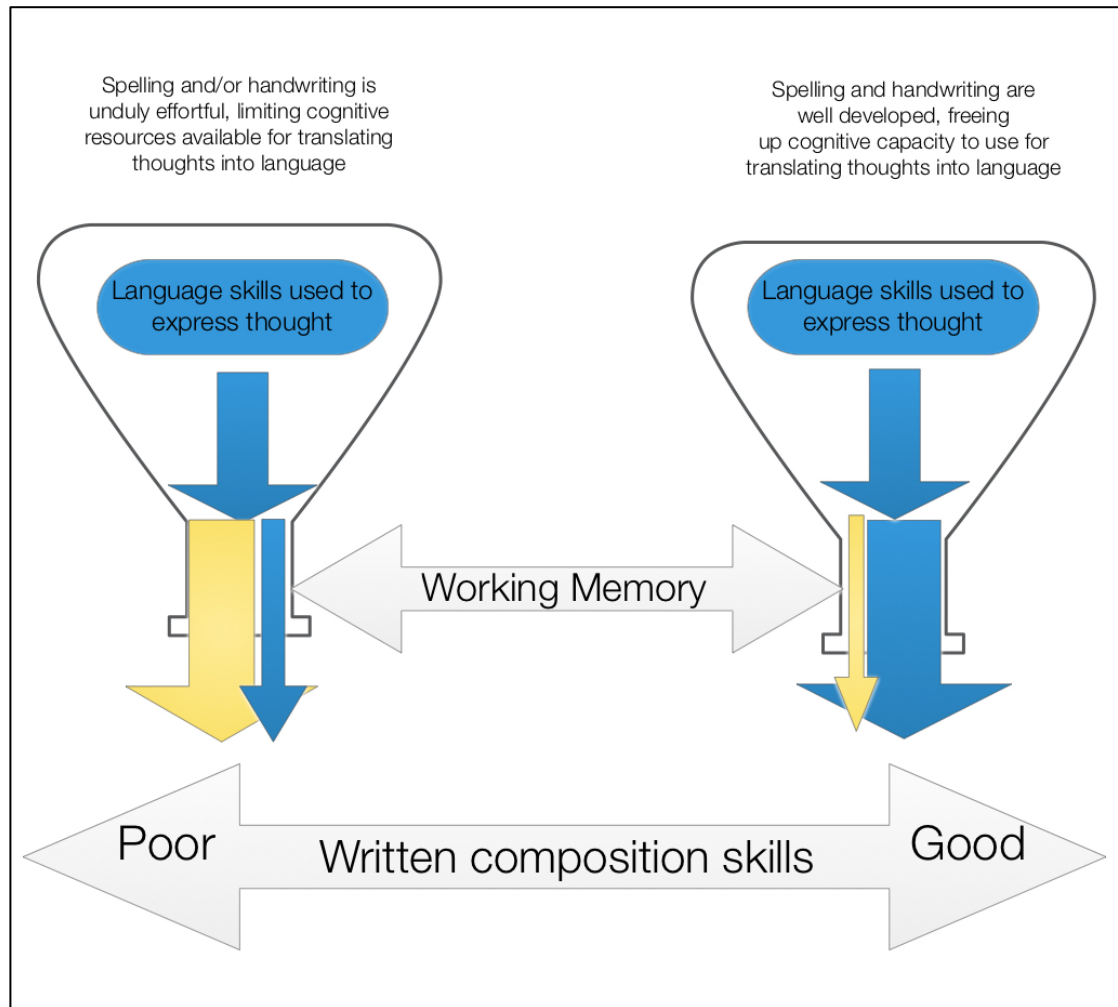 Spelling and/or handwriting is
unduly effortful, limiting cognitive
resources available for translating
thoughts into language
Spelling and handwriting are
well developed, freeing
up cognitive capacity to use for
translating thoughts into language
Language skills used to
express thought
Language skills used to
express thought
Working Memory
Poor
Written composition skills
Good